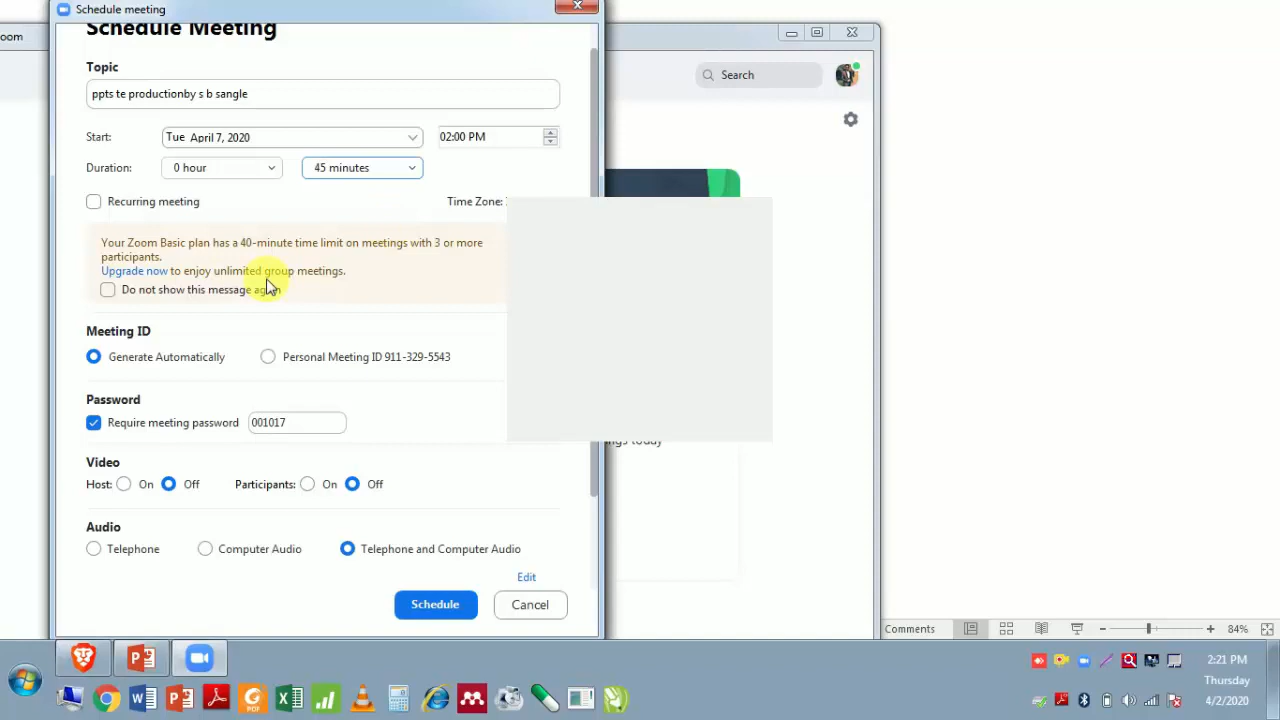 Schedule meeting
oom
Schedule Meeting
Search
Topic
ppts te productionby s b sangle
Start:
Tue April 7, 2020
02:00 PM
Duration:
0 hour
45 minutes
Recurring meeting
Time Zone:
Your Zoom Basic plan has a 40-minute time limit on meetings with 3 or more
participants.
Upgrade now to enjoy unlimited group meetings.
Do not show this message again
Meeting ID
Generate Automatically
Personal Meeting ID 911-329-5543
Password
Require meeting password
001017
today
Video
Host:
On
Off
Participants:
On
Off
Audio
Telephone
Computer Audio
Telephone and Computer Audio
Edit
Schedule
Cancel
Comments
84%
2:21 PM
Thursday
4/2/2020